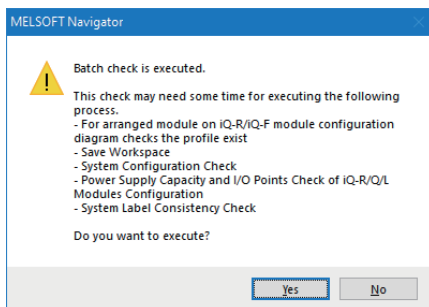 MELSOFT Navigator
Batch check is executed.
This check may need some time for executing the following
process.
- For arranged module on iQ-R/iQ-F module configuration
diagram checks the profile exist
- Save Workspace
- System Configuration Check
- Power Supply Capacity and I/O Points Check of iQ-R/Q/L
Modules Configuration
- System Label Consistency Check
Do you want to execute?
Yes No